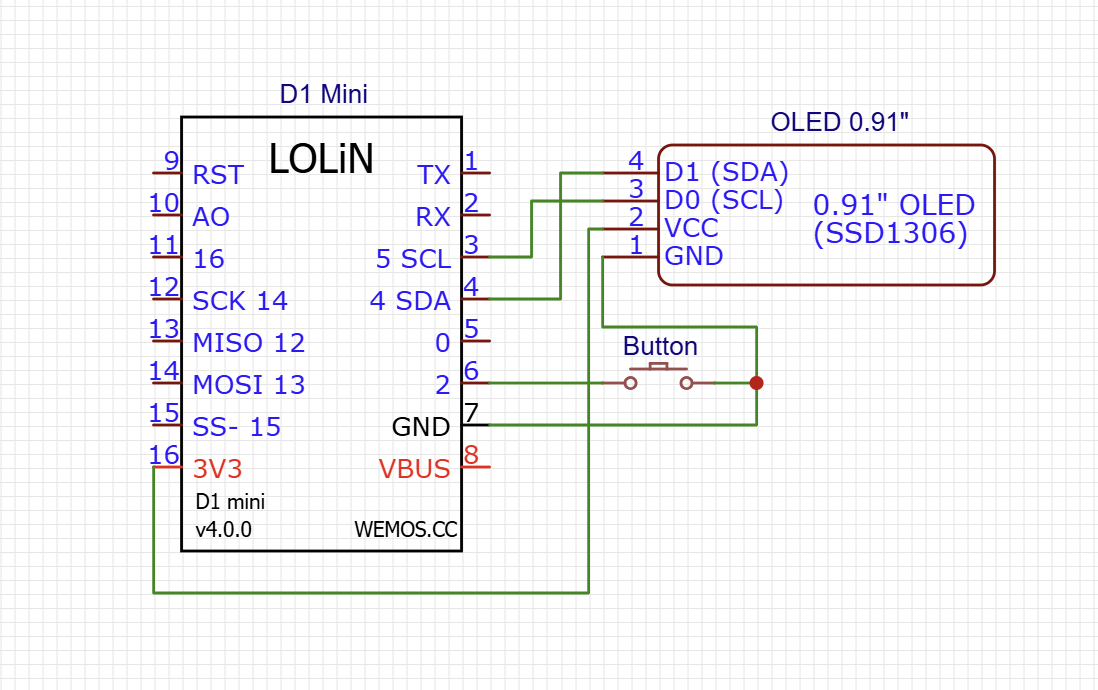 D1 Mini
LOLiN
9 RST
TX 1
10 AO
RX 2
11 16
5 SCL 3
12 SCK 14
4 SDA 4
13 MISO 12
0 5
14 MOSI 13
2 6
15 SS- 15
GND 7
16 3V3
VBUS 8
D1 mini
v4.0.0
WEMOS.CC
OLED 0.91"
4 D1 (SDA)
3 D0 (SCL)
2 VCC
1 GND
0.91" OLED
(SSD1306)
Button